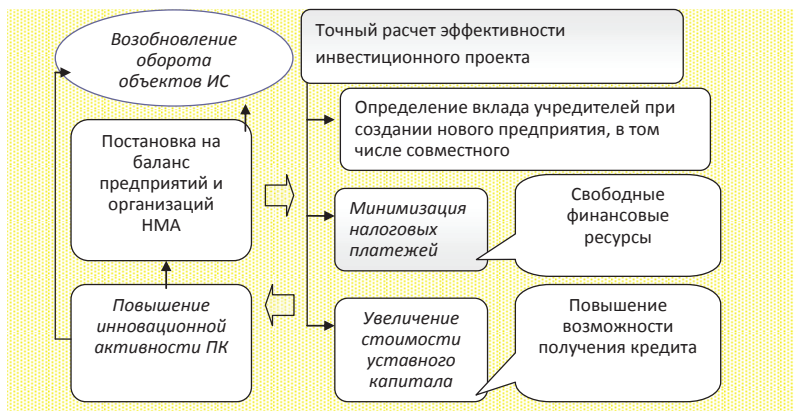 Возобновление
оборота
объектов ИС
Точный расчет эффективности
инвестиционного проекта
Определение вклада учредителей при
создании нового предприятия, в том
числе совместного
Постановка на
баланс
предприятий и
организаций
НМА
Минимизация
налоговых
платежей
Свободные
финансовые
ресурсы
Повышение
инновационной
активности ПК
Увеличение
стоимости
уставного
капитала
Повышение
возможности
получения кредита